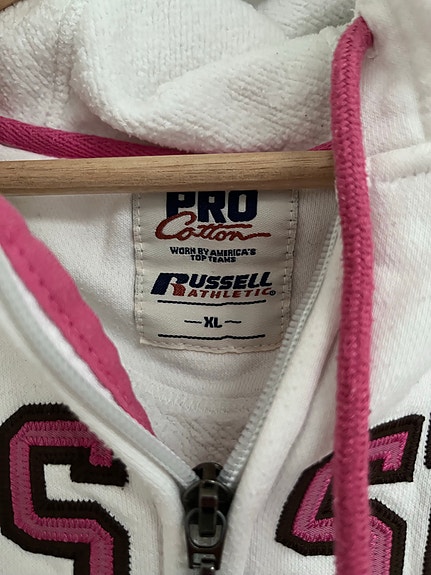 PRO
Cotton
WORN BY AMERICA'S
TOP TEAMS
RUSSELL
ATHLETIC®
XL
S